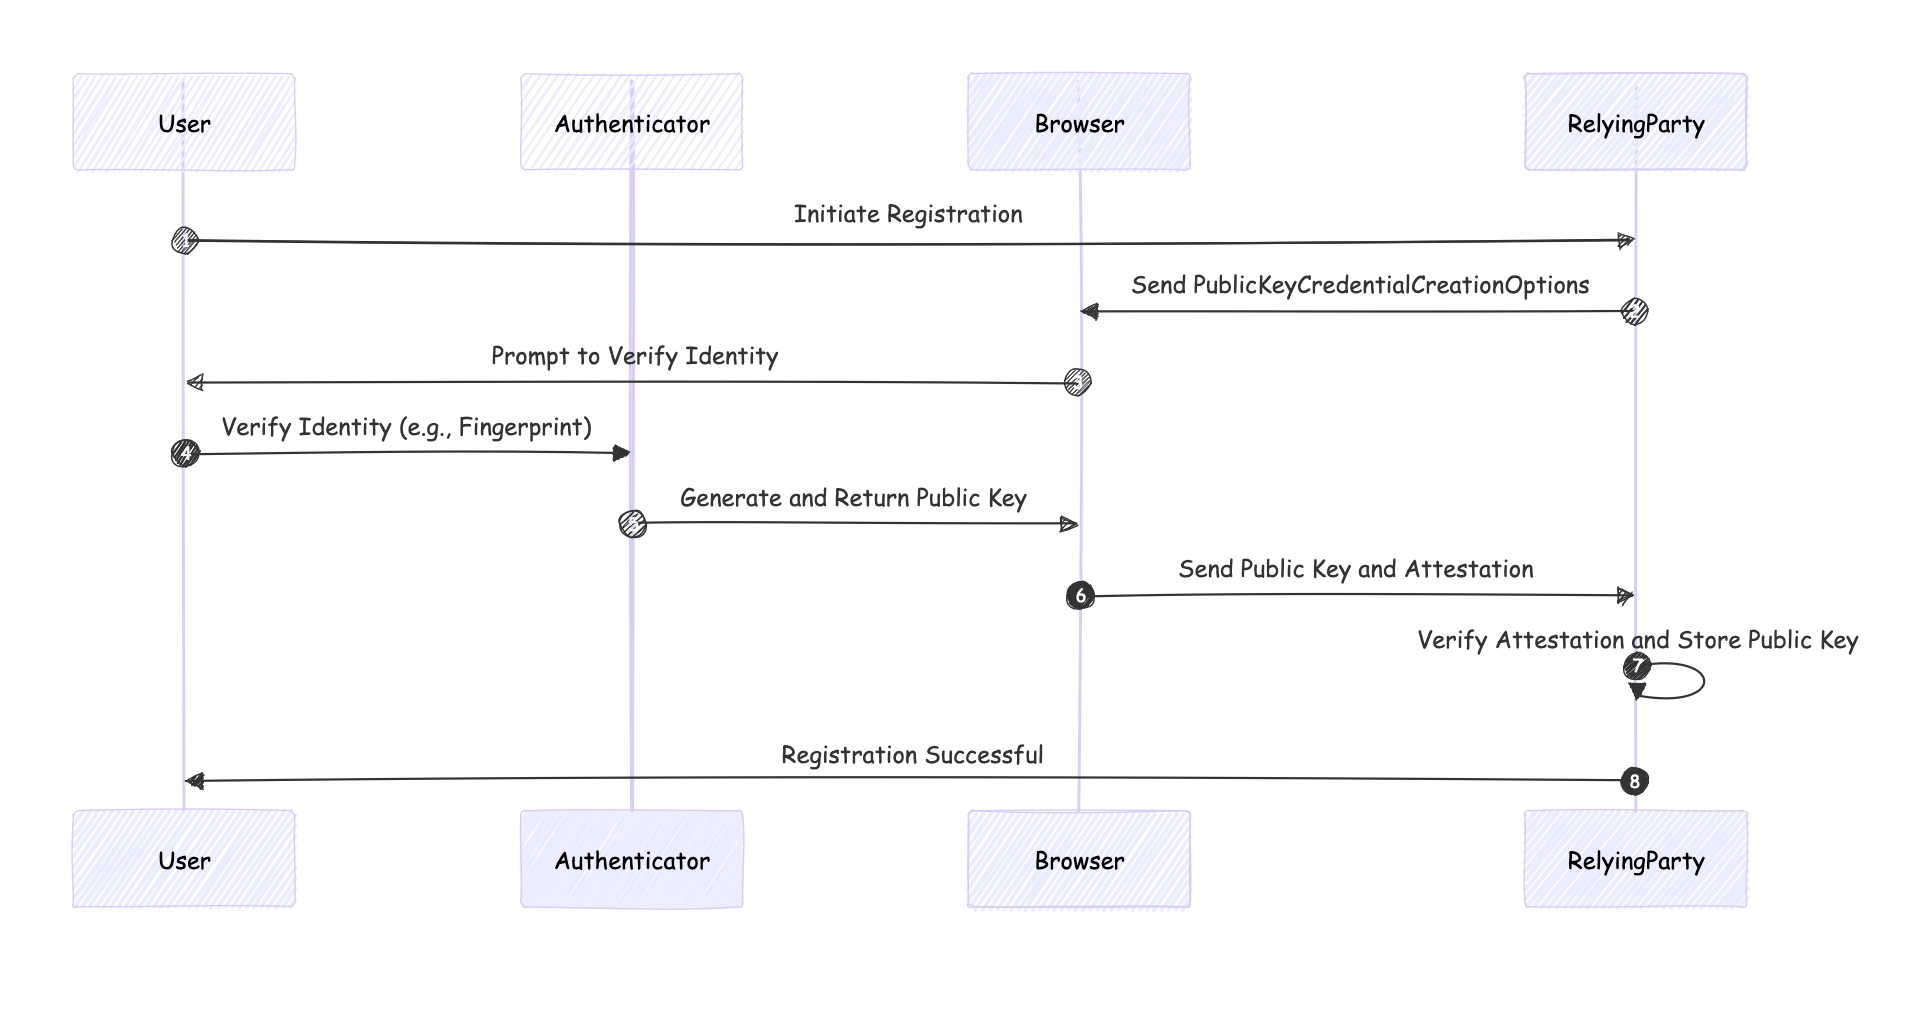 User
Authenticator
Browser
RelyingParty
Initiate Registration
1
Send PublicKeyCredentialCreationOptions
2
Prompt to Verify Identity
3
Verify Identity (e.g., Fingerprint)
4
Generate and Return Public Key
5
Send Public Key and Attestation
6
Verify Attestation and Store Public Key
7
Registration Successful
8
User
Authenticator
Browser
RelyingParty